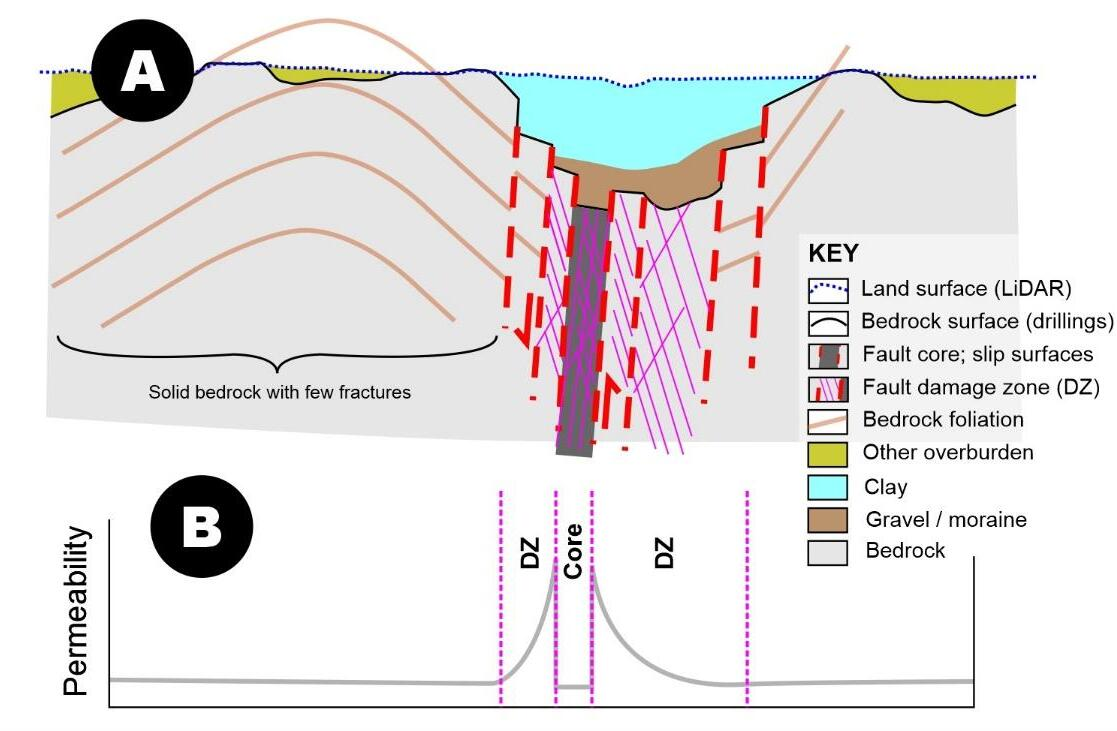 A
Solid bedrock with few fractures
KEY
Land surface (LiDAR)
Bedrock surface (drillings)
Fault core; slip surfaces
Fault damage zone (DZ)
Bedrock foliation
Other overburden
Clay
Gravel / moraine
Bedrock
B
Permeability
DZ
Core
DZ